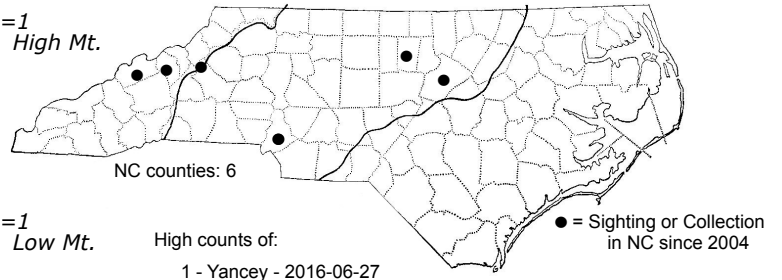 =1
High Mt.
NC counties: 6
=1
Low Mt.
High counts of:
1 - Yancey - 2016-06-27
● = Sighting or Collection
in NC since 2004